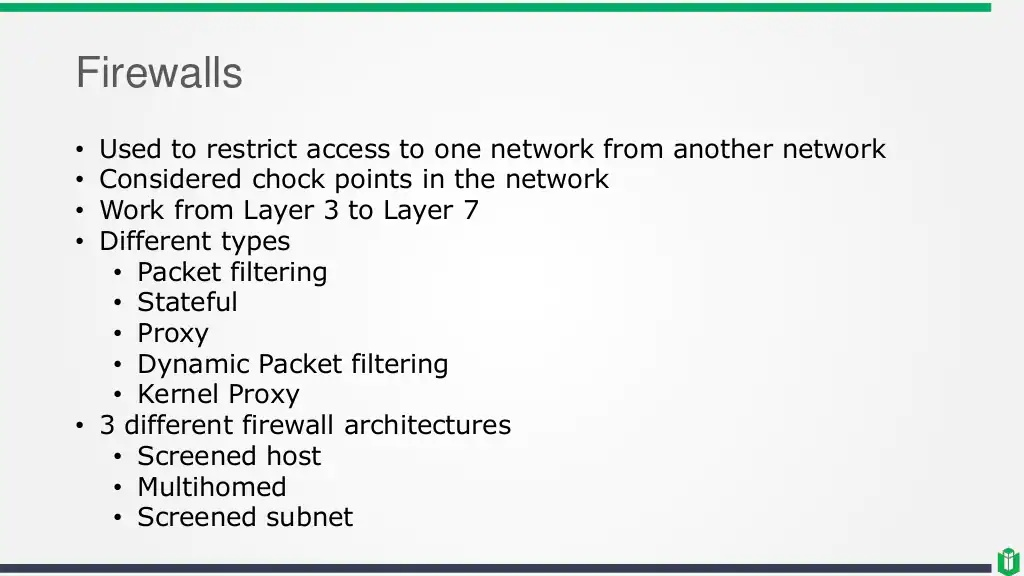 Firewalls
• Used to restrict access to one network from another network
• Considered chock points in the network
• Work from Layer 3 to Layer 7
• Different types
• Packet filtering
• Stateful
• Proxy
• Dynamic Packet filtering
• Kernel Proxy
• 3 different firewall architectures
• Screened host
• Multihomed
• Screened subnet